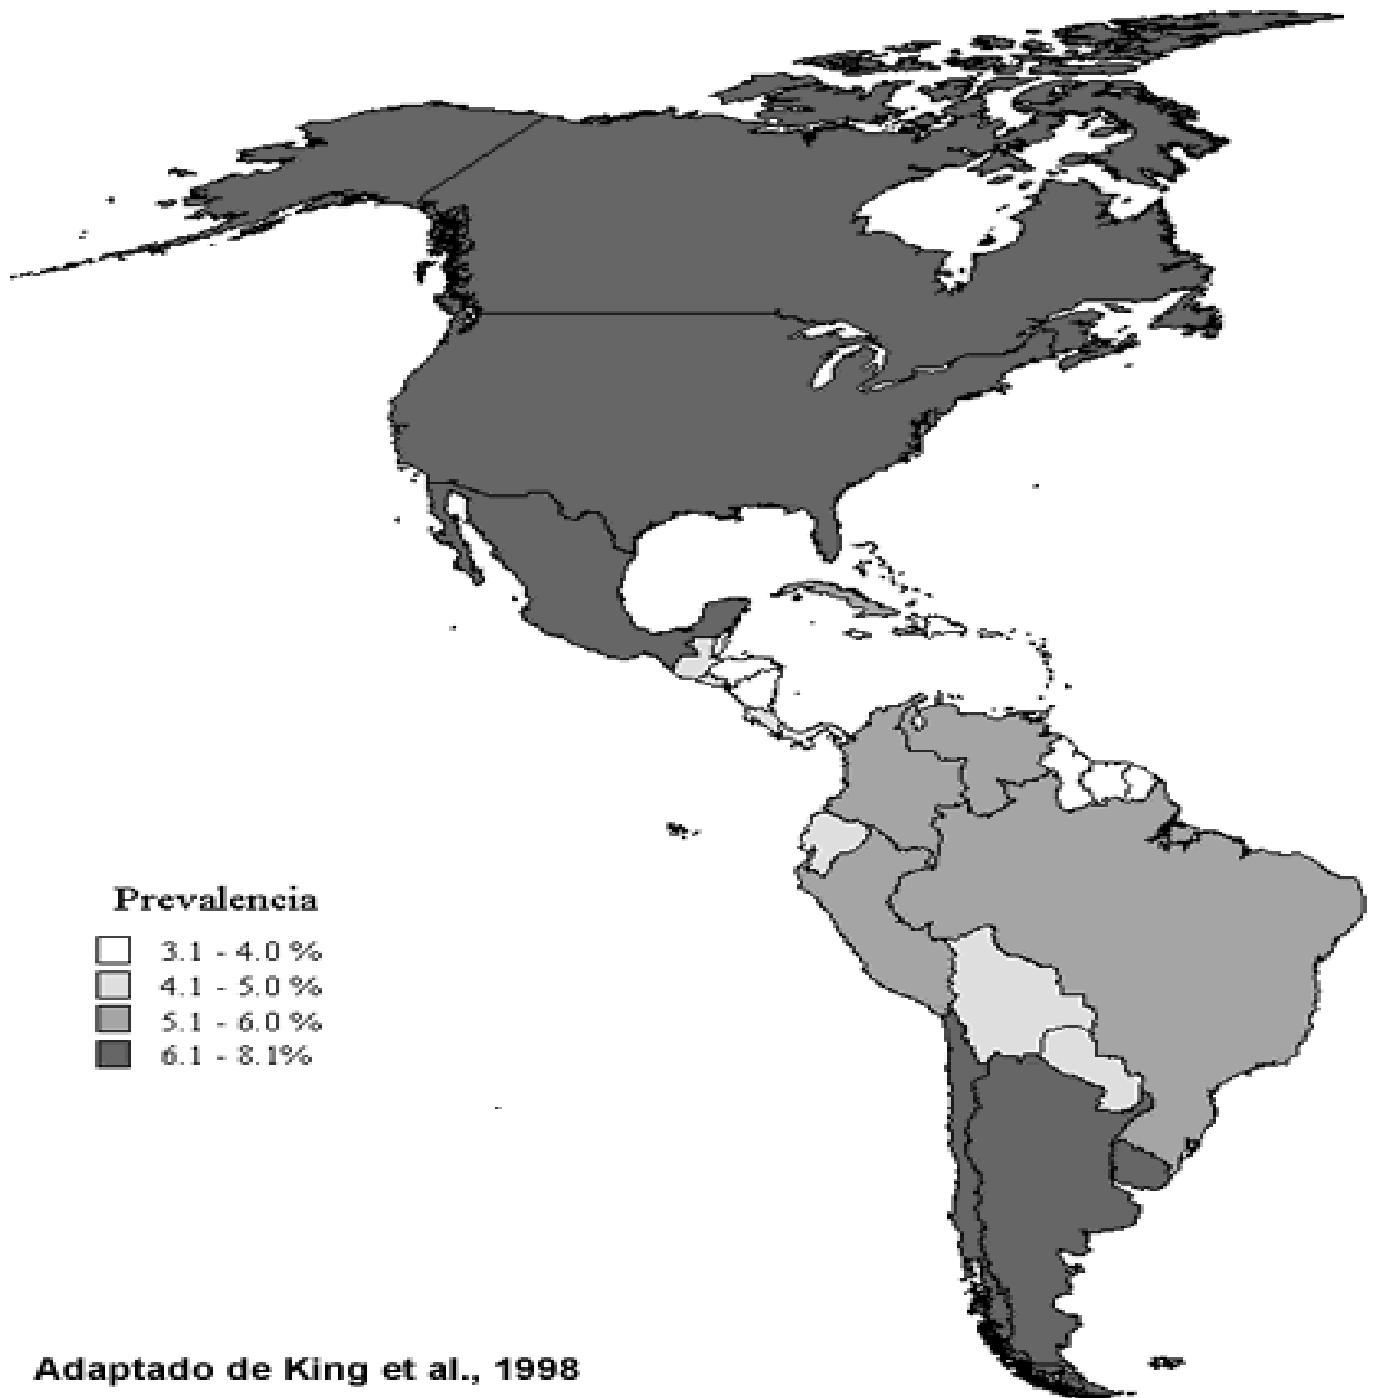 Prevalencia
3.1 - 4.0 %
4.1 - 5.0 %
5.1 - 6.0 %
6.1 - 8.1%
Adaptado de King et al., 1998